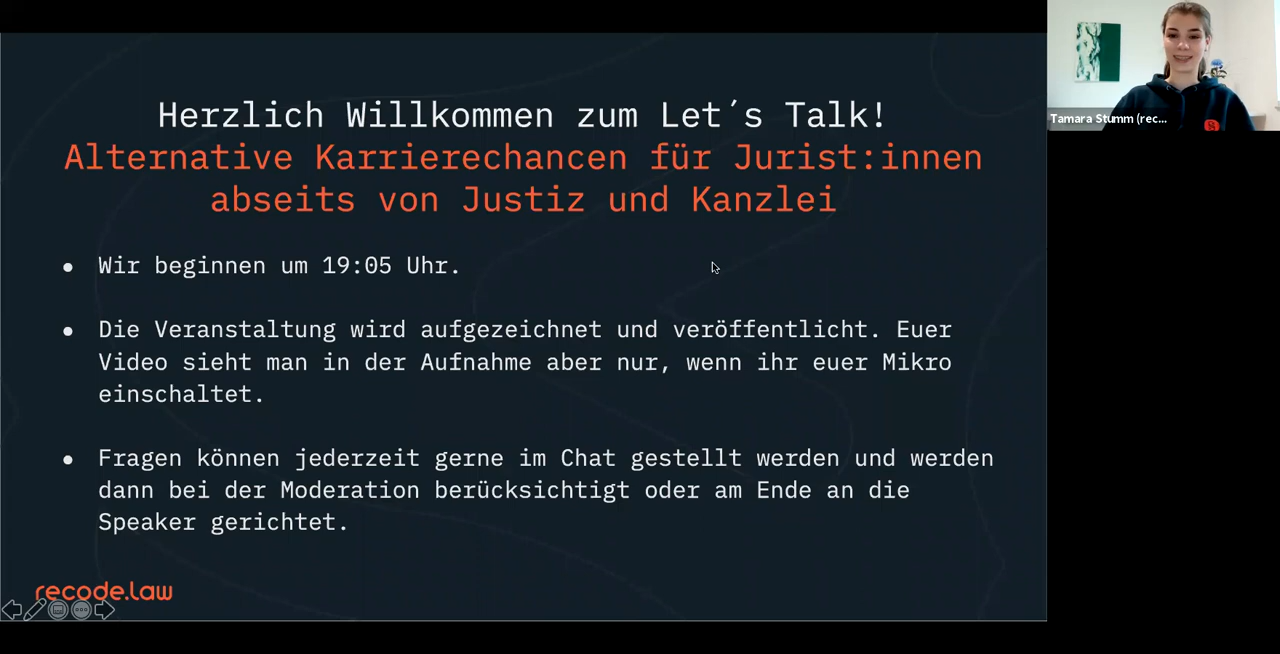 Herzlich Willkommen zum Let´s Talk!
Alternative Karrierechancen für Jurist:innen
abseits von Justiz und Kanzlei
● Wir beginnen um 19:05 Uhr.
● Die Veranstaltung wird aufgezeichnet und veröffentlicht. Euer
Video sieht man in der Aufnahme aber nur, wenn ihr euer Mikro
einschaltet.
● Fragen können jederzeit gerne im Chat gestellt werden und werden
dann bei der Moderation berücksichtigt oder am Ende an die
Speaker gerichtet.
recode.law
Tamara Stumm (rec...